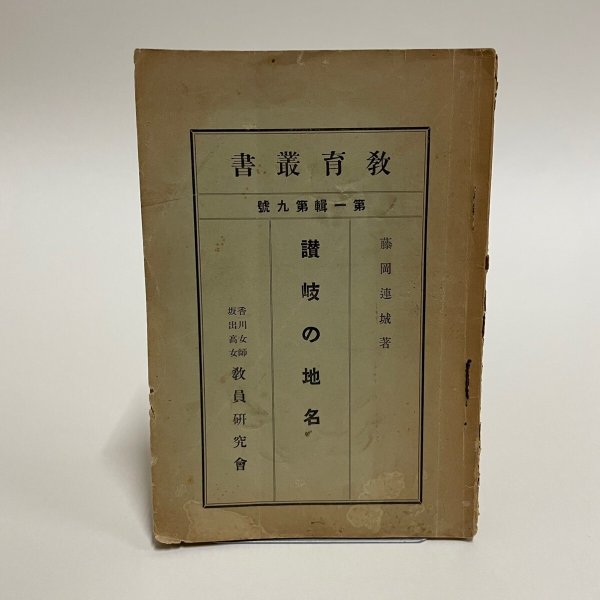 教育叢書
第一輯第九號
藤岡連城著
讃岐の地名
香川女師
坂出高女
教員研究會